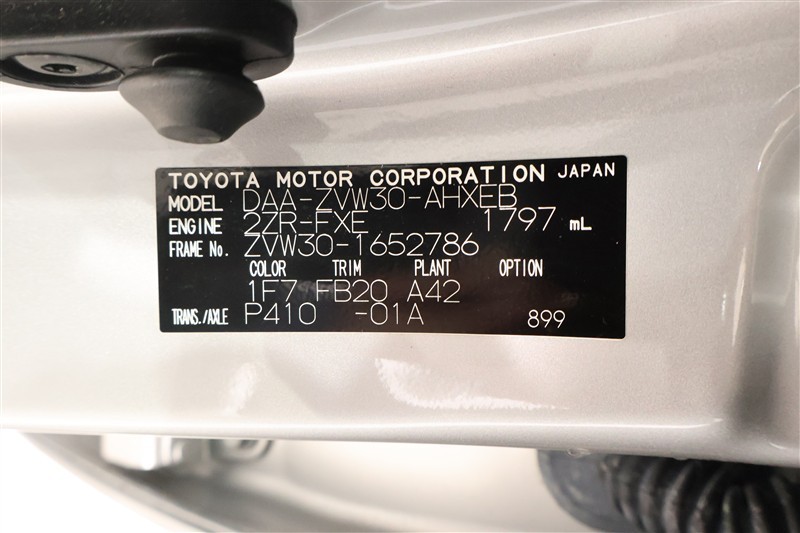 TOYOTA MOTOR CORPORATION JAPAN
MODEL DAA-ZVW30-AHXEB
ENGINE 2ZR-FXE 1797 mL
FRAME No. ZVW30-1652786
COLOR TRIM PLANT OPTION
1F7 FB20 A42
TRANS./AXLE P410 -01A 899